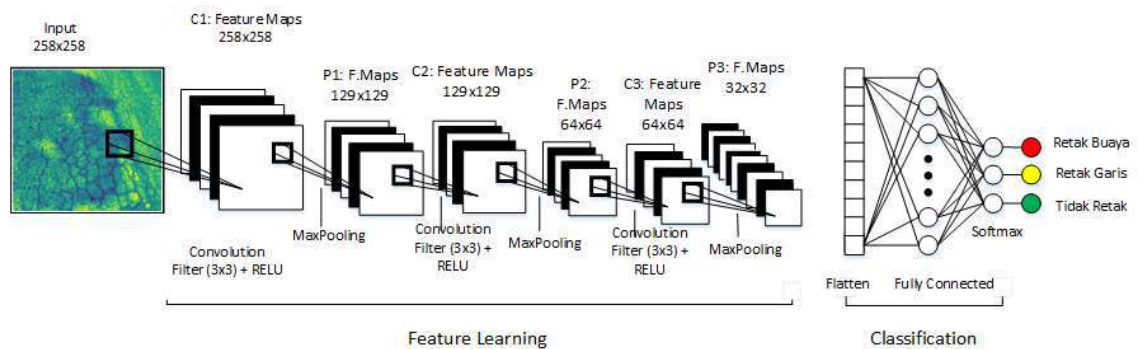 Input
258x258
C1: Feature Maps
258x258
P1: F.Maps
129x129
C2: Feature Maps
129x129
P2:
F.Maps
64x64
C3: Feature
Maps
64x64
P3: F.Maps
32x32
Convolution
Filter (3x3) + RELU
MaxPooling
Convolution
Filter (3x3) +
RELU
MaxPooling
Convolution
Filter (3x3) +
RELU
MaxPooling
Retak Buaya
Retak Garis
Tidak Retak
Softmax
Flatten
Fully Connected
Feature Learning
Classification